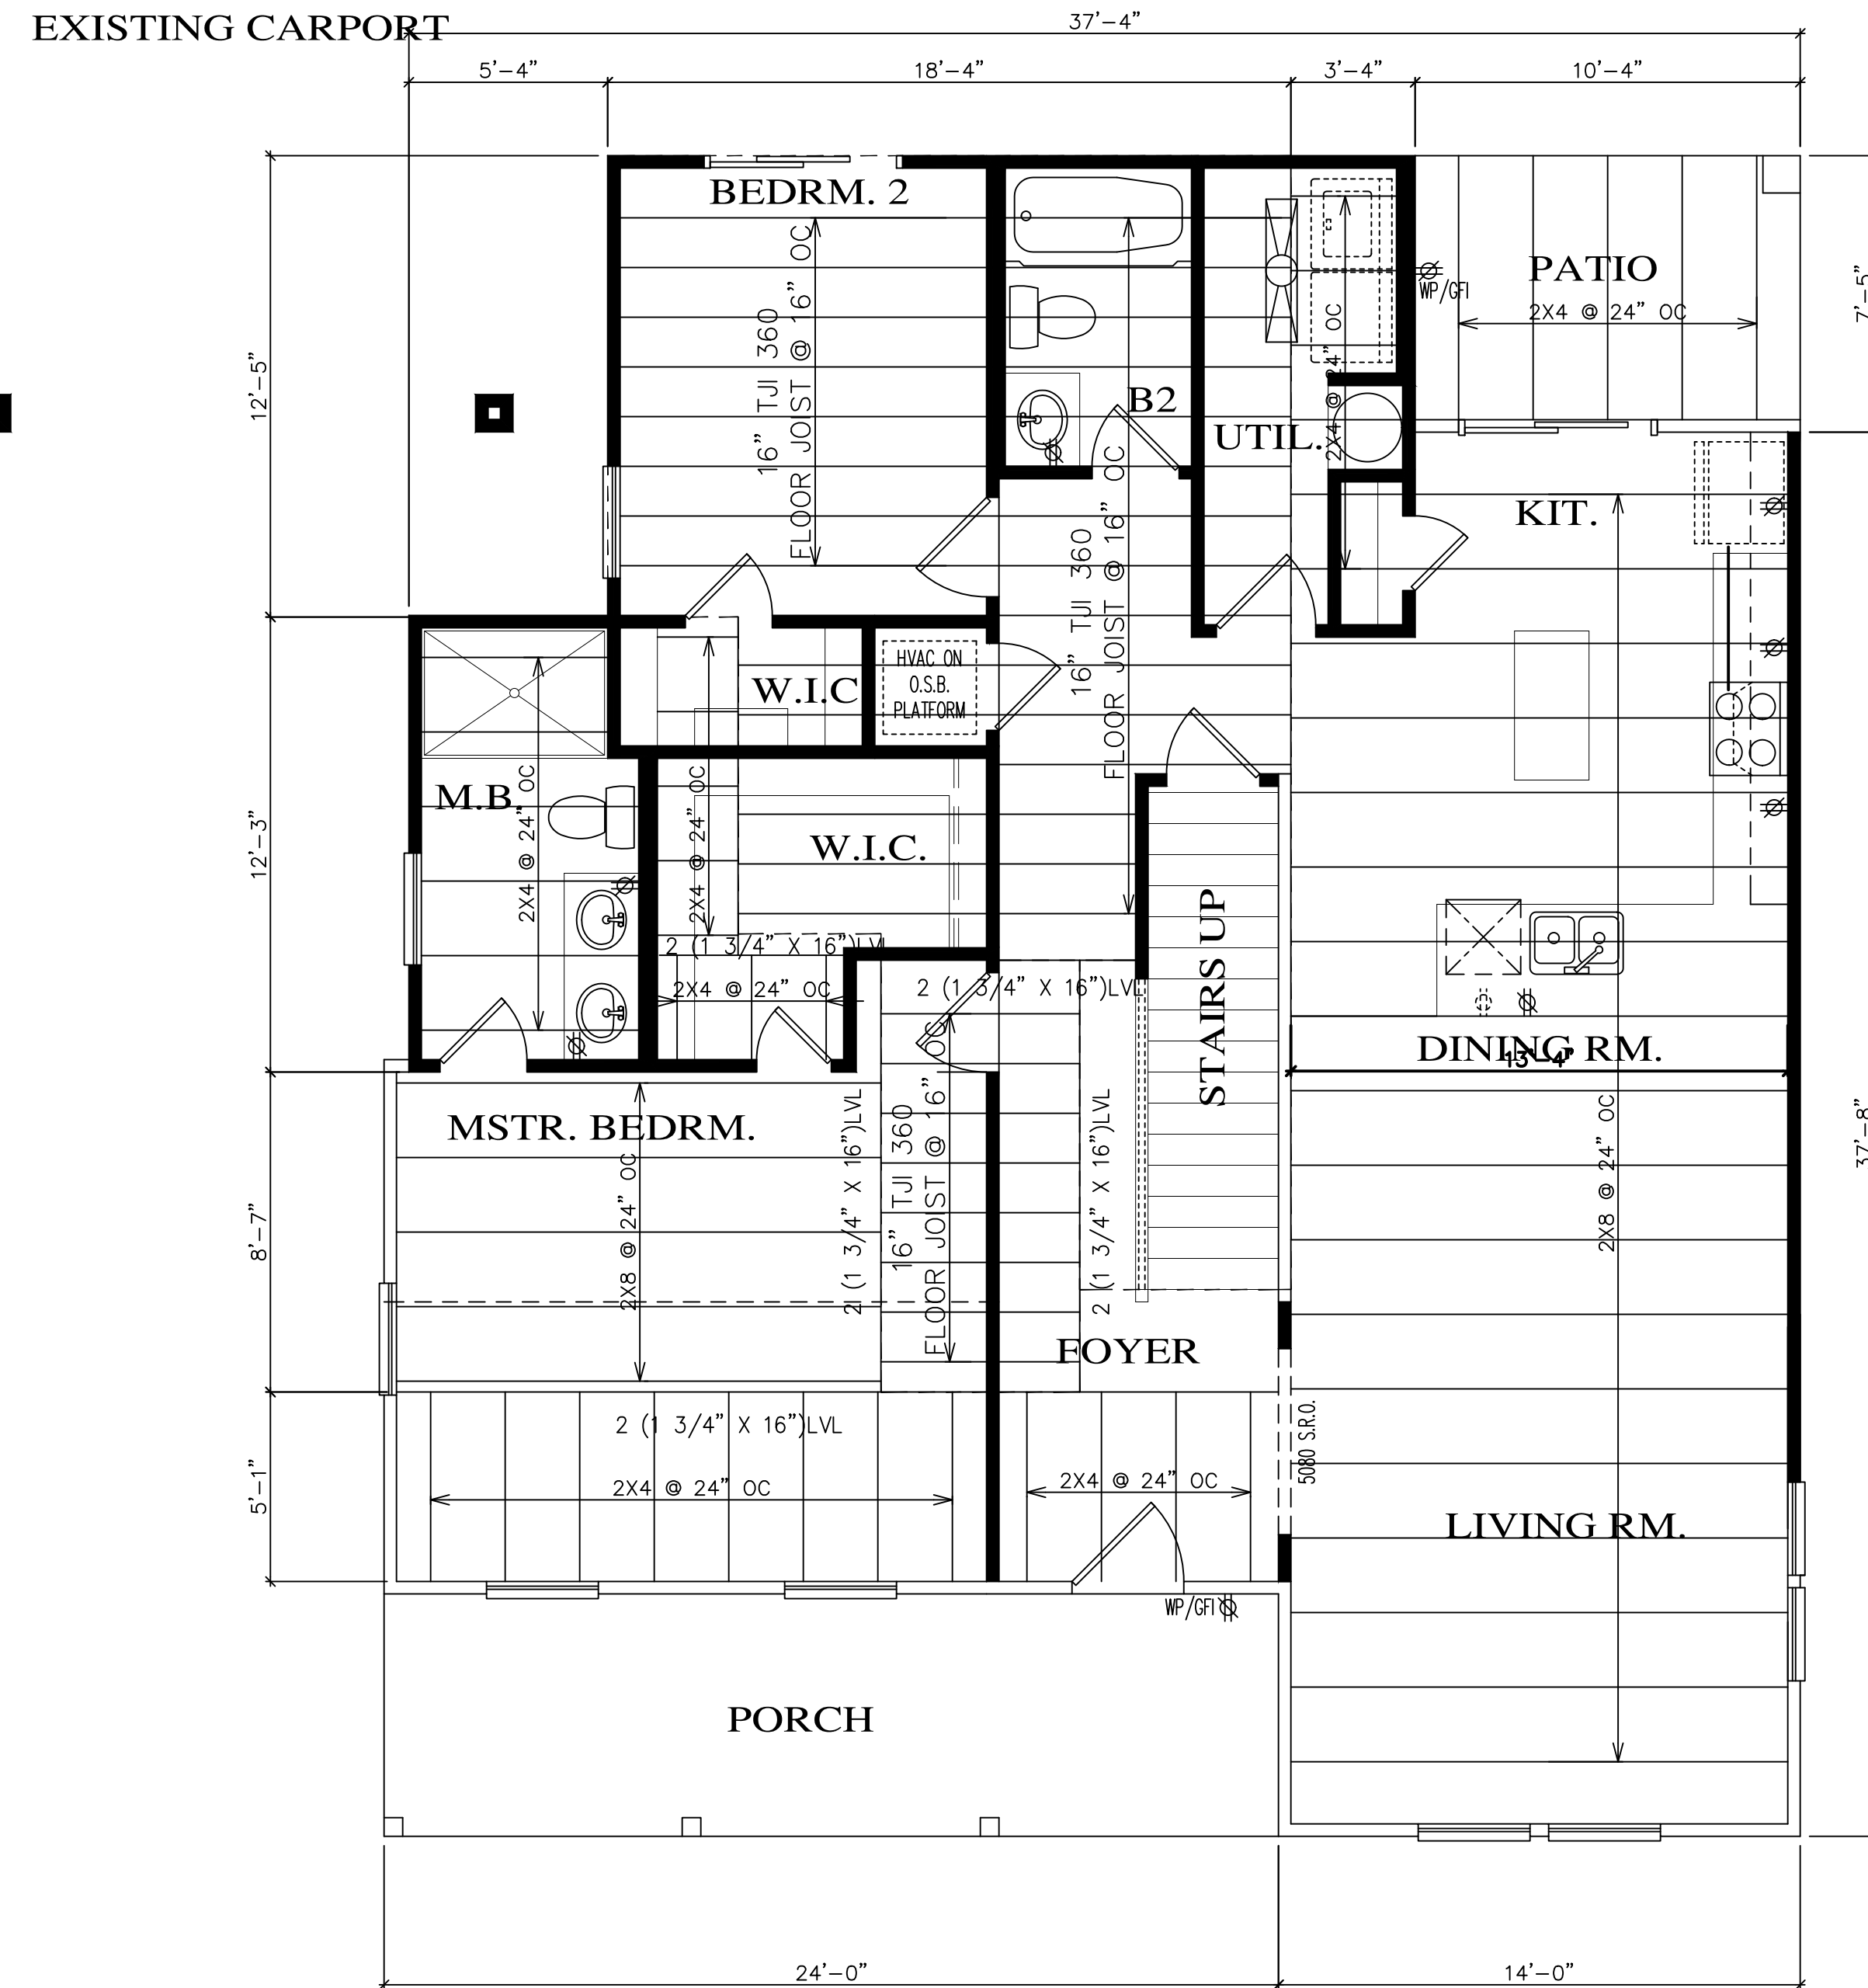 EXISTING CARPORT
37'-4"
5'-4"
18'-4"
3'-4"
10'-4"
BEDRM. 2
16" TJI 360
FLOOR JOIST @ 16" OC
12'-5"
B2
UTIL.
2X4 @ 24" OC
WP/GFI
PATIO
2X4 @ 24" OC
7'-5"
KIT.
16" TJI 360
FLOOR JOIST @ 16" OC
W.I.C
HVAC ON
O.S.B.
PLATFORM
M.B.
2X4 @ 24" OC
2X4 @ 24" OC
W.I.C.
12'-3"
2 (1 3/4" X 16")LVL
2X4 @ 24" OC
2 (1 3/4" X 16")LVL
STAIRS UP
DINING RM.
13'-4"
2X8 @ 24" OC
37'-8"
MSTR. BEDRM.
2X8 @ 24" OC
2 (1 3/4" X 16")LVL
16" TJI 360
FLOOR JOIST @ 16" OC
2 (1 3/4" X 16")LVL
8'-7"
FOYER
2 (1 3/4" X 16")LVL
2X4 @ 24" OC
2X4 @ 24" OC
5080 S.R.O.
5'-1"
LIVING RM.
WP/GFI
PORCH
24'-0"
14'-0"